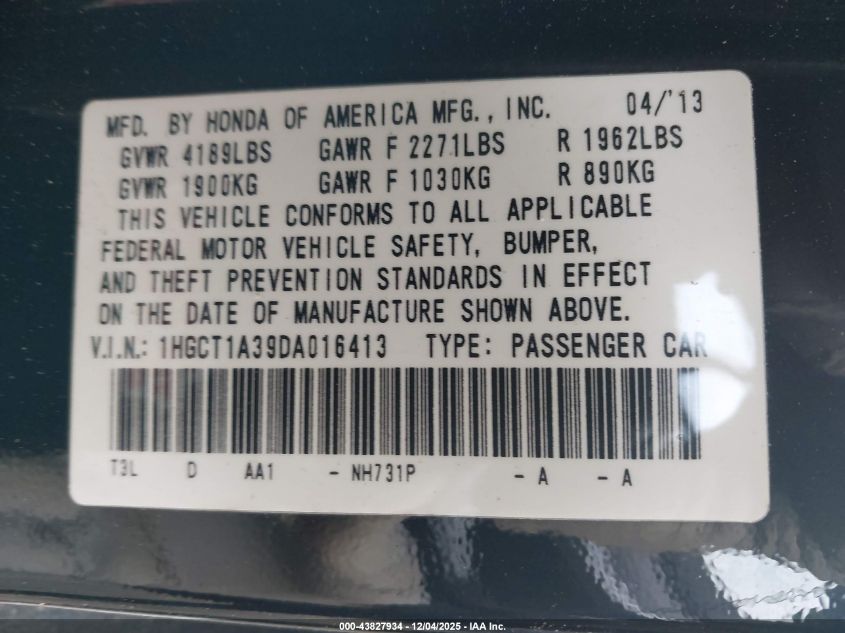 MFD. BY HONDA OF AMERICA MFG., INC. 04/'13
GVWR 4189LBS GAWR F 2271LBS R 1962LBS
GVWR 1900KG GAWR F 1030KG R 890KG
THIS VEHICLE CONFORMS TO ALL APPLICABLE
FEDERAL MOTOR VEHICLE SAFETY, BUMPER,
AND THEFT PREVENTION STANDARDS IN EFFECT
ON THE DATE OF MANUFACTURE SHOWN ABOVE.
V.I.N.: 1HGCT1A39DA016413 TYPE: PASSENGER CAR
T3L D AA1 - NH731P - A - A
000-43827934 - 12/04/2025 - IAA Inc.